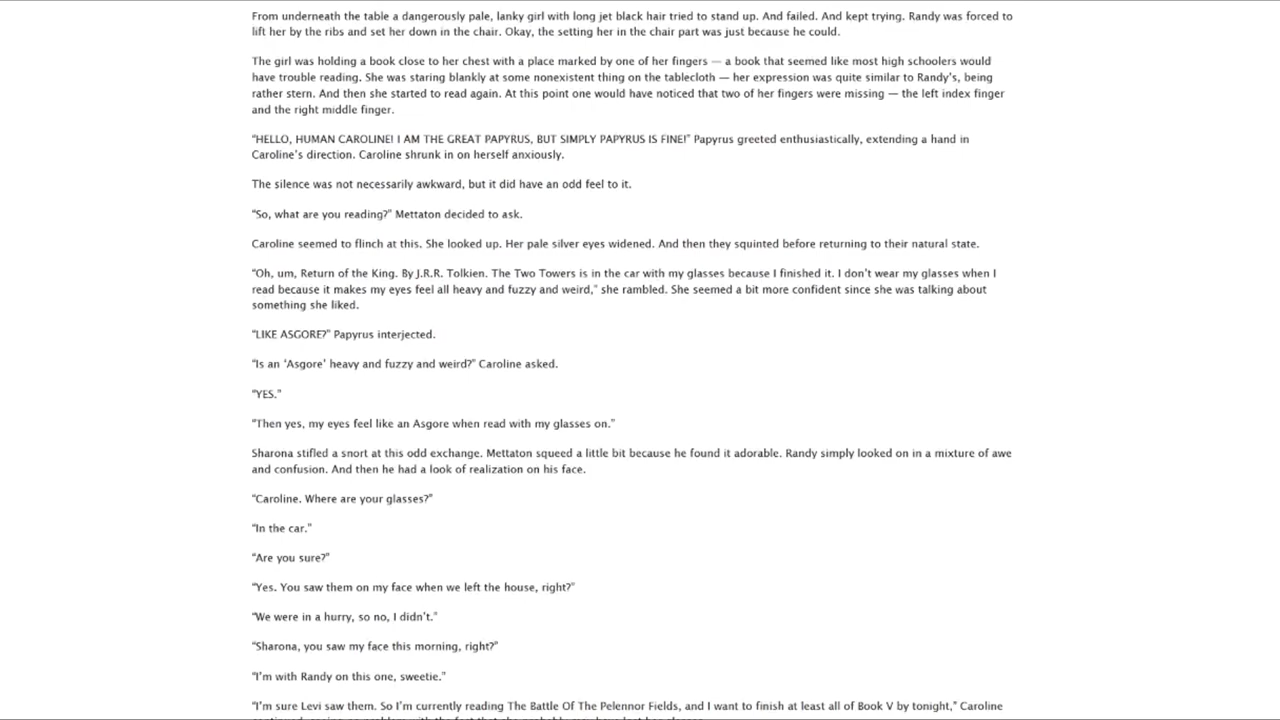 From underneath the table a dangerously pale, lanky girl with long jet black hair tried to stand up. And failed. And kept trying. Randy was forced to
lift her by the ribs and set her down in the chair. Okay, the setting her in the chair part was just because he could.
The girl was holding a book close to her chest with a place marked by one of her fingers — a book that seemed like most high schoolers would
have trouble reading. She was staring blankly at some nonexistent thing on the tablecloth — her expression was quite similar to Randy's, being
rather stern. And then she started to read again. At this point one would have noticed that two of her fingers were missing — the left index finger
and the right middle finger.
“HELLO, HUMAN CAROLINE! I AM THE GREAT PAPYRUS, BUT SIMPLY PAPYRUS IS FINE!” Papyrus greeted enthusiastically, extending a hand in
Caroline's direction. Caroline shrunk in on herself anxiously.
The silence was not necessarily awkward, but it did have an odd feel to it.
“So, what are you reading?” Mettaton decided to ask.
Caroline seemed to flinch at this. She looked up. Her pale silver eyes widened. And then they squinted before returning to their natural state.
“Oh, um, Return of the King. By J.R.R. Tolkien. The Two Towers is in the car with my glasses because I finished it. I don't wear my glasses when I
read because it makes my eyes feel all heavy and fuzzy and weird,” she rambled. She seemed a bit more confident since she was talking about
something she liked.
“LIKE ASGORE?” Papyrus interjected.
“Is an ‘Asgore’ heavy and fuzzy and weird?” Caroline asked.
“YES.”
“Then yes, my eyes feel like an Asgore when read with my glasses on.”
Sharona stifled a snort at this odd exchange. Mettaton squeed a little bit because he found it adorable. Randy simply looked on in a mixture of awe
and confusion. And then he had a look of realization on his face.
“Caroline. Where are your glasses?”
“In the car.”
“Are you sure?”
“Yes. You saw them on my face when we left the house, right?”
“We were in a hurry, so no, I didn't.”
“Sharona, you saw my face this morning, right?”
“I'm with Randy on this one, sweetie.”
“I'm sure Levi saw them. So I'm currently reading The Battle Of The Pelennor Fields, and I want to finish at least all of Book V by tonight,” Caroline